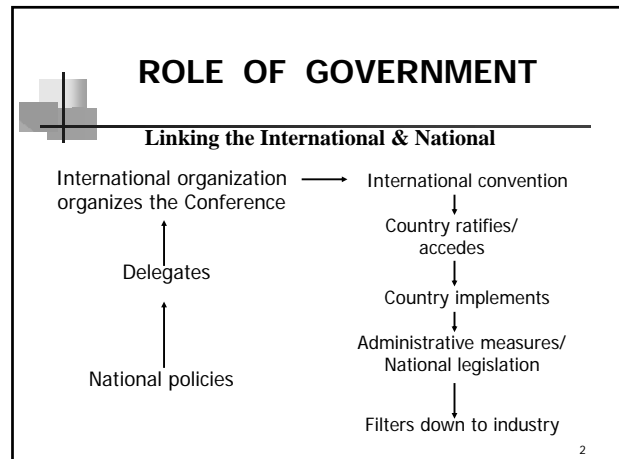 ROLE OF GOVERNMENT
Linking the International & National
International organization
organizes the Conference
Delegates
National policies
International convention
Country ratifies/
accedes
Country implements
Administrative measures/
National legislation
Filters down to industry
2